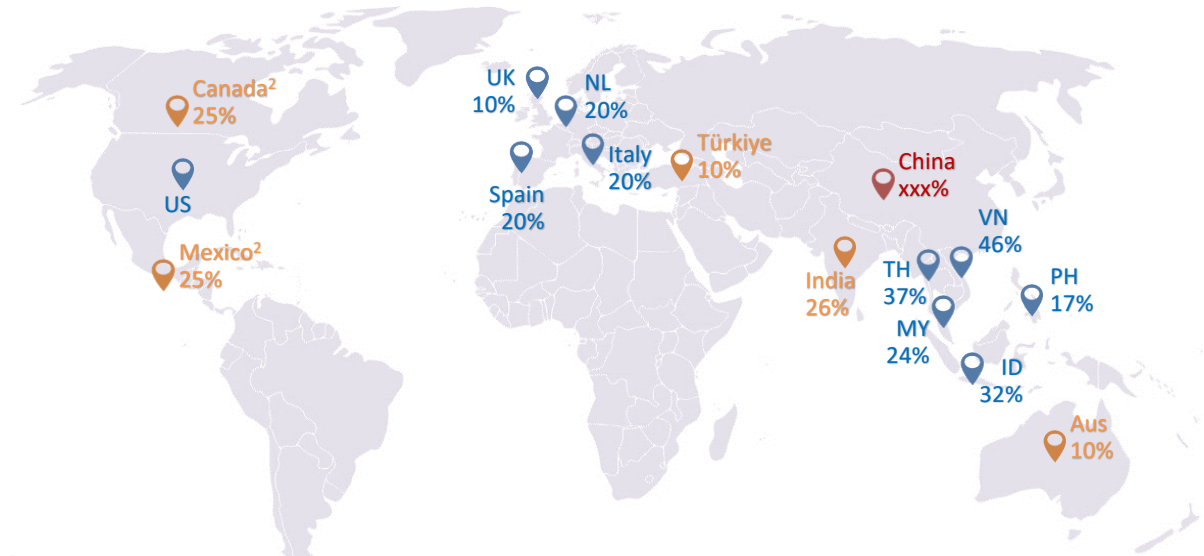 Canada²
25%
US
Mexico²
25%
UK
10%
NL
20%
Italy
20%
Spain
20%
Türkiye
10%
China
xxx%
India
26%
VN
46%
TH
37%
MY
24%
PH
17%
ID
32%
Aus
10%